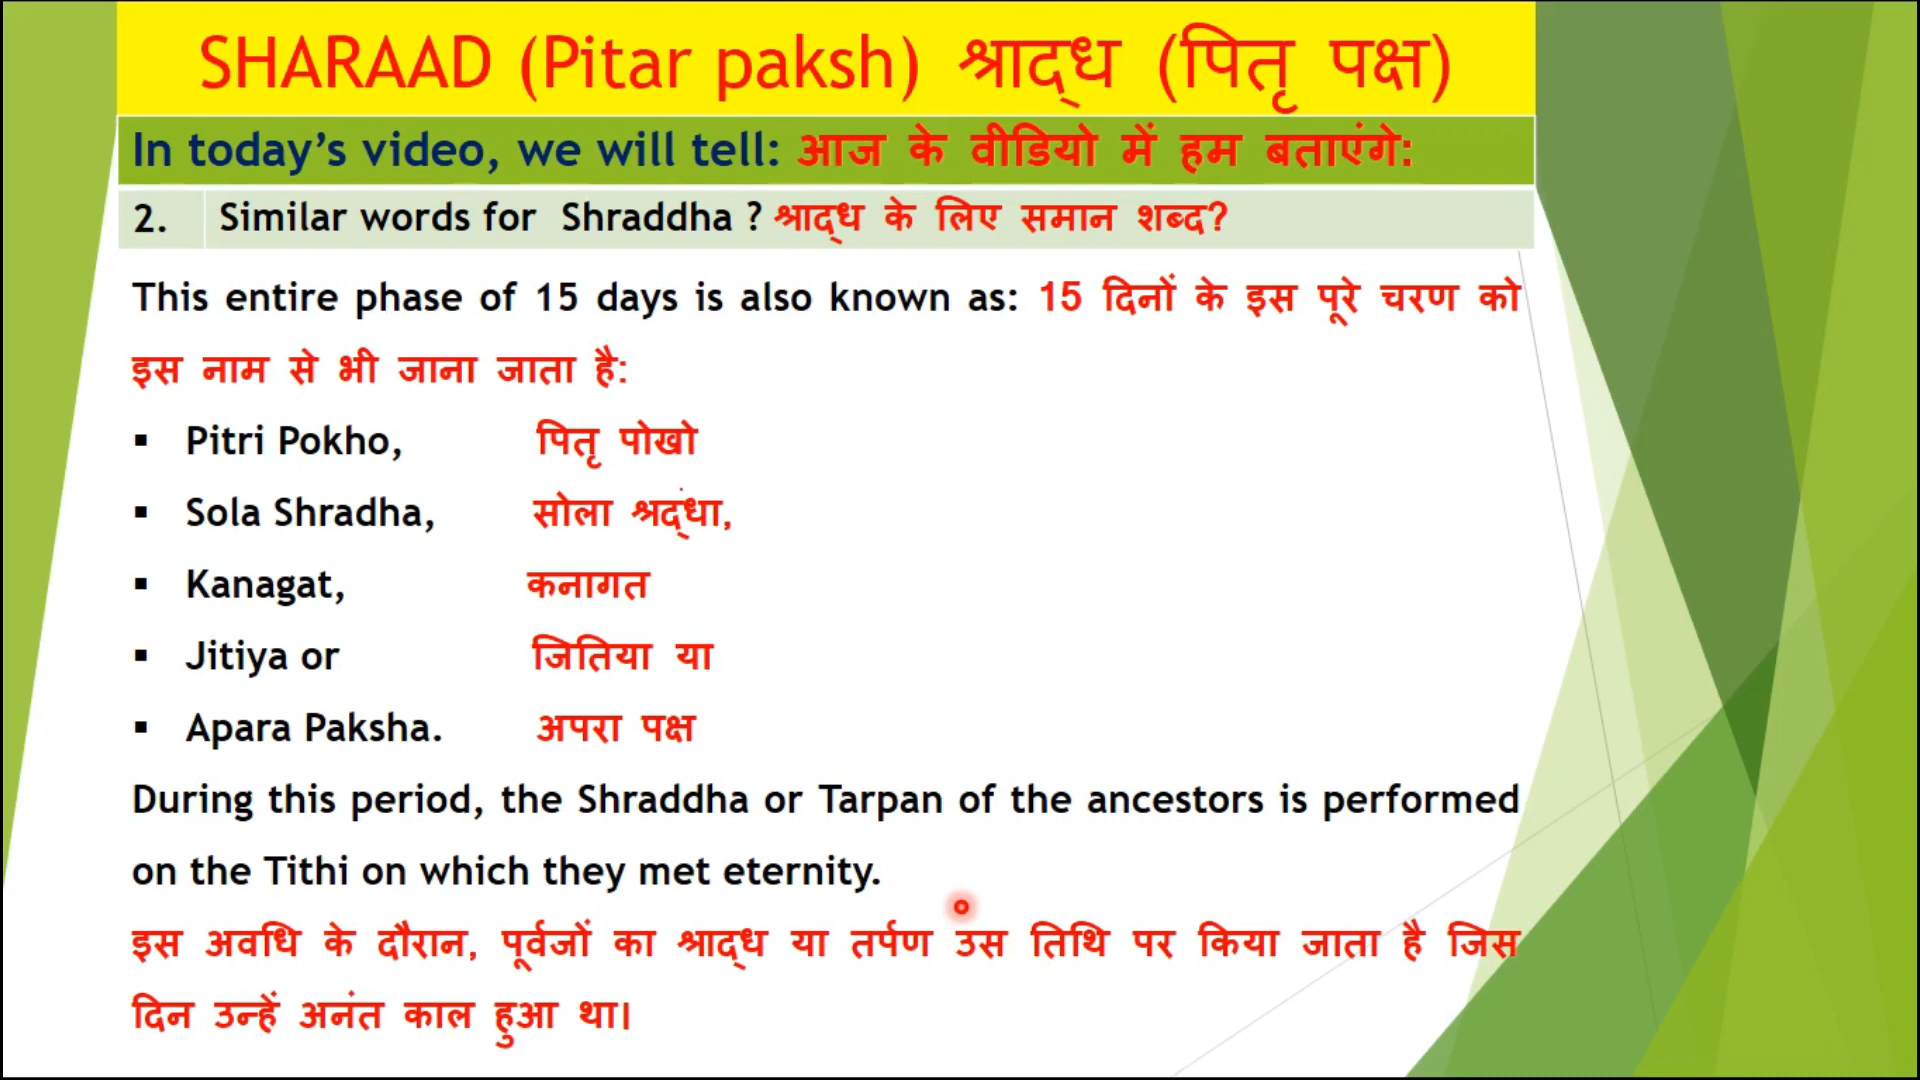 SHARAAD (Pitar paksh) श्राद्ध (पितृ पक्ष)
In today's video, we will tell: आज के वीडियो में हम बताएंगे:
2. Similar words for Shraddha ? श्राद्ध के लिए समान शब्द?
This entire phase of 15 days is also known as: 15 दिनों के इस पूरे चरण को
इस नाम से भी जाना जाता है:
▪ Pitri Pokho, पितृ पोखो
▪ Sola Shradha, सोला श्रद्धा,
▪ Kanagat, कनागत
▪ Jitiya or जितिया या
▪ Apara Paksha. अपरा पक्ष
During this period, the Shraddha or Tarpan of the ancestors is performed
on the Tithi on which they met eternity.
इस अवधि के दौरान, पूर्वजों का श्राद्ध या तर्पण उस तिथि पर किया जाता है जिस
दिन उन्हें अनंत काल हुआ था।